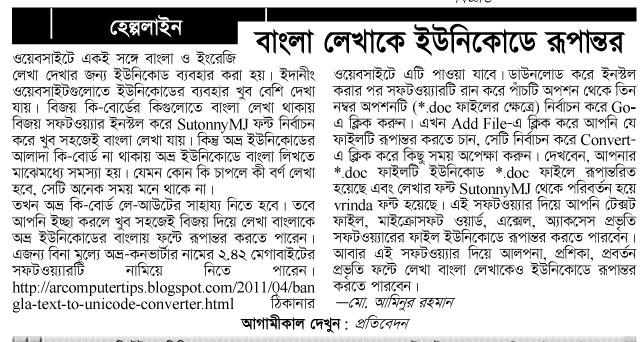 হেল্পলাইন
বাংলা লেখাকে ইউনিকোডে রূপান্তর
ওয়েবসাইটে একই সঙ্গে বাংলা ও ইংরেজি
লেখা দেখার জন্য ইউনিকোড ব্যবহার করা হয়। ইদানীং
ওয়েবসাইটগুলোতে ইউনিকোডের ব্যবহার খুব বেশি দেখা
যায়। বিজয় কি-বোর্ডের কিগুলোতে বাংলা লেখা থাকায়
বিজয় সফটওয়্যার ইনস্টল করে SutonnyMJ ফন্ট নির্বাচন
করে খুব সহজেই বাংলা লেখা যায়। কিন্তু অভ্র ইউনিকোডের
আলাদা কি-বোর্ড না থাকায় অভ্র ইউনিকোডে বাংলা লিখতে
মাঝেমধ্যে সমস্যা হয়। যেমন কোন কি চাপলে কী বর্ণ লেখা
হবে, সেটি অনেক সময় মনে থাকে না।
তখন অভ্র কি-বোর্ড লে-আউটের সাহায্য নিতে হবে। তবে
আপনি ইচ্ছা করলে খুব সহজেই বিজয় দিয়ে লেখা বাংলাকে
অভ্র ইউনিকোডের বাংলায় ফন্টে রূপান্তর করতে পারেন।
এজন্য বিনা মূল্যে অভ্র-কনভার্টার নামের ২.৪২ মেগাবাইটের
সফটওয়্যারটি নামিয়ে নিতে পারেন।
http://arcomputertips.blogspot.com/2011/04/ban
gla-text-to-unicode-converter.html ঠিকানার
ওয়েবসাইটে এটি পাওয়া যাবে। ডাউনলোড করে ইনস্টল
করার পর সফটওয়্যারটি রান করে পাঁচটি অপশন থেকে তিন
নম্বর অপশনটি (*.doc ফাইলের ক্ষেত্রে) নির্বাচন করে Go-
এ ক্লিক করুন। এখন Add File-এ ক্লিক করে আপনি যে
ফাইলটি রূপান্তর করতে চান, সেটি নির্বাচন করে Convert-
এ ক্লিক করে কিছু সময় অপেক্ষা করুন। দেখবেন, আপনার
*.doc ফাইলটি ইউনিকোড *.doc ফাইলে রূপান্তরিত
হয়েছে এবং লেখার ফন্ট SutonnyMJ থেকে পরিবর্তন হয়ে
vrinda ফন্ট হয়েছে। এই সফটওয়্যার দিয়ে আপনি টেক্সট
ফাইল, মাইক্রোসফট ওয়ার্ড, এক্সেল, অ্যাকসেস প্রভৃতি
সফটওয়্যারের ফাইল ইউনিকোডে রূপান্তর করতে পারবেন।
আবার এই সফটওয়্যার দিয়ে আলপনা, প্রশিকা, প্রবর্তন
প্রভৃতি ফন্টে লেখা বাংলা লেখাকেও ইউনিকোডে রূপান্তর
করতে পারবেন।
—মো. আমিনুর রহমান
আগামীকাল দেখুন : প্রতিবেদন